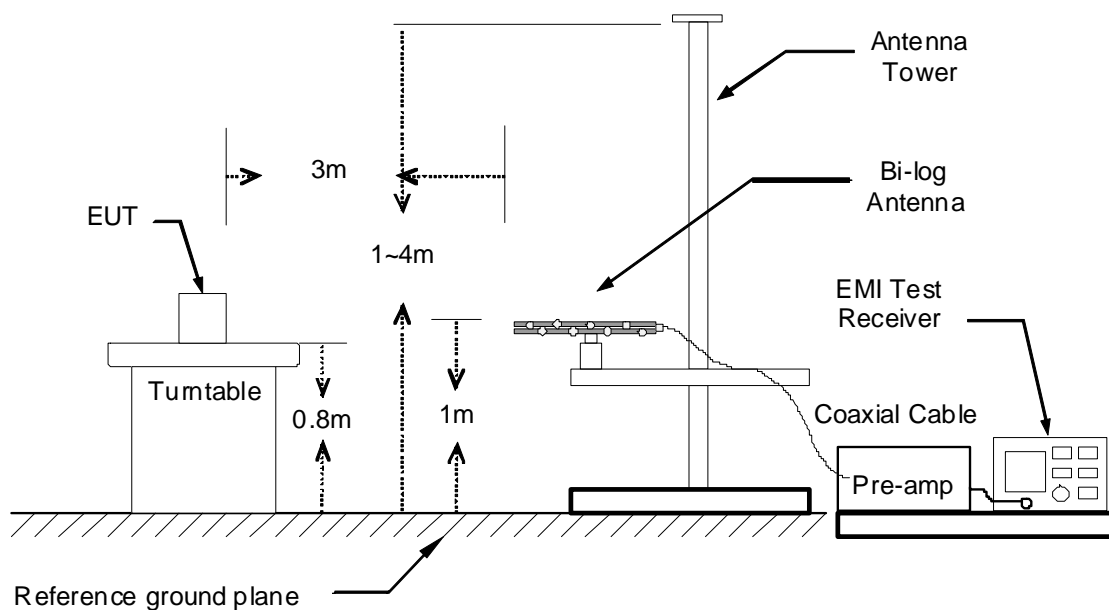 Antenna
Tower
3m
Bi-log
Antenna
EUT
1~4m
EMI Test
Receiver
Turntable
0.8m
1m
Coaxial Cable
Pre-amp
Reference ground plane